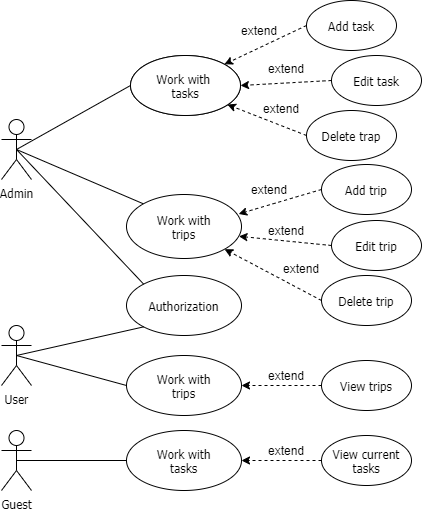 extend
Add task
Work with
tasks
extend
Edit task
extend
Delete trap
Admin
extend
Add trip
Work with
trips
extend
Edit trip
extend
Delete trip
Authorization
User
Work with
trips
extend
View trips
Guest
Work with
tasks
extend
View current
tasks